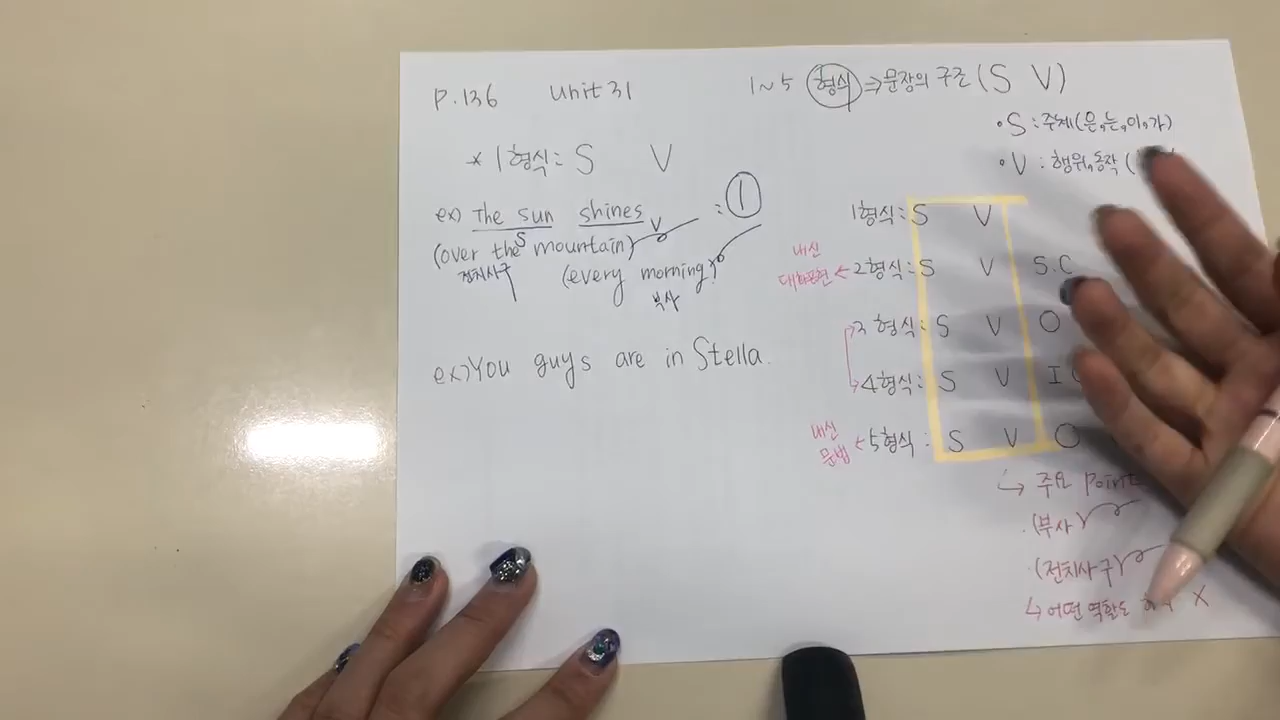 P.136 unit 31
* 1형식: S V
ex) The sun shines : ①
S V
(over the mountain)
전치사구
(every morning)
부사
ex) You guys are in Stella.
1~5 형식 ⇒ 문장의 구조 (S V)
• S : 주체(은,는,이,가)
• V : 행위,동작 (
1형식: S V
내신
대화표현 ← 2형식: S V S.C
3 형식: S V O
4형식: S V I
내신
문법 ← 5형식: S V O
↳ 주요 Point
·(부사)
·(전치사구)
↳ 어떤 역할도 X